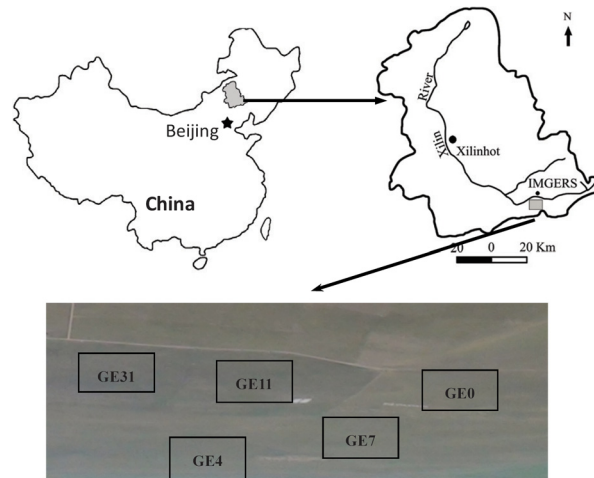 N
River
Xilin
Xilinhot
Beijing
IMGERS
China
20 0 20 Km
GE31
GE11
GE0
GE7
GE4